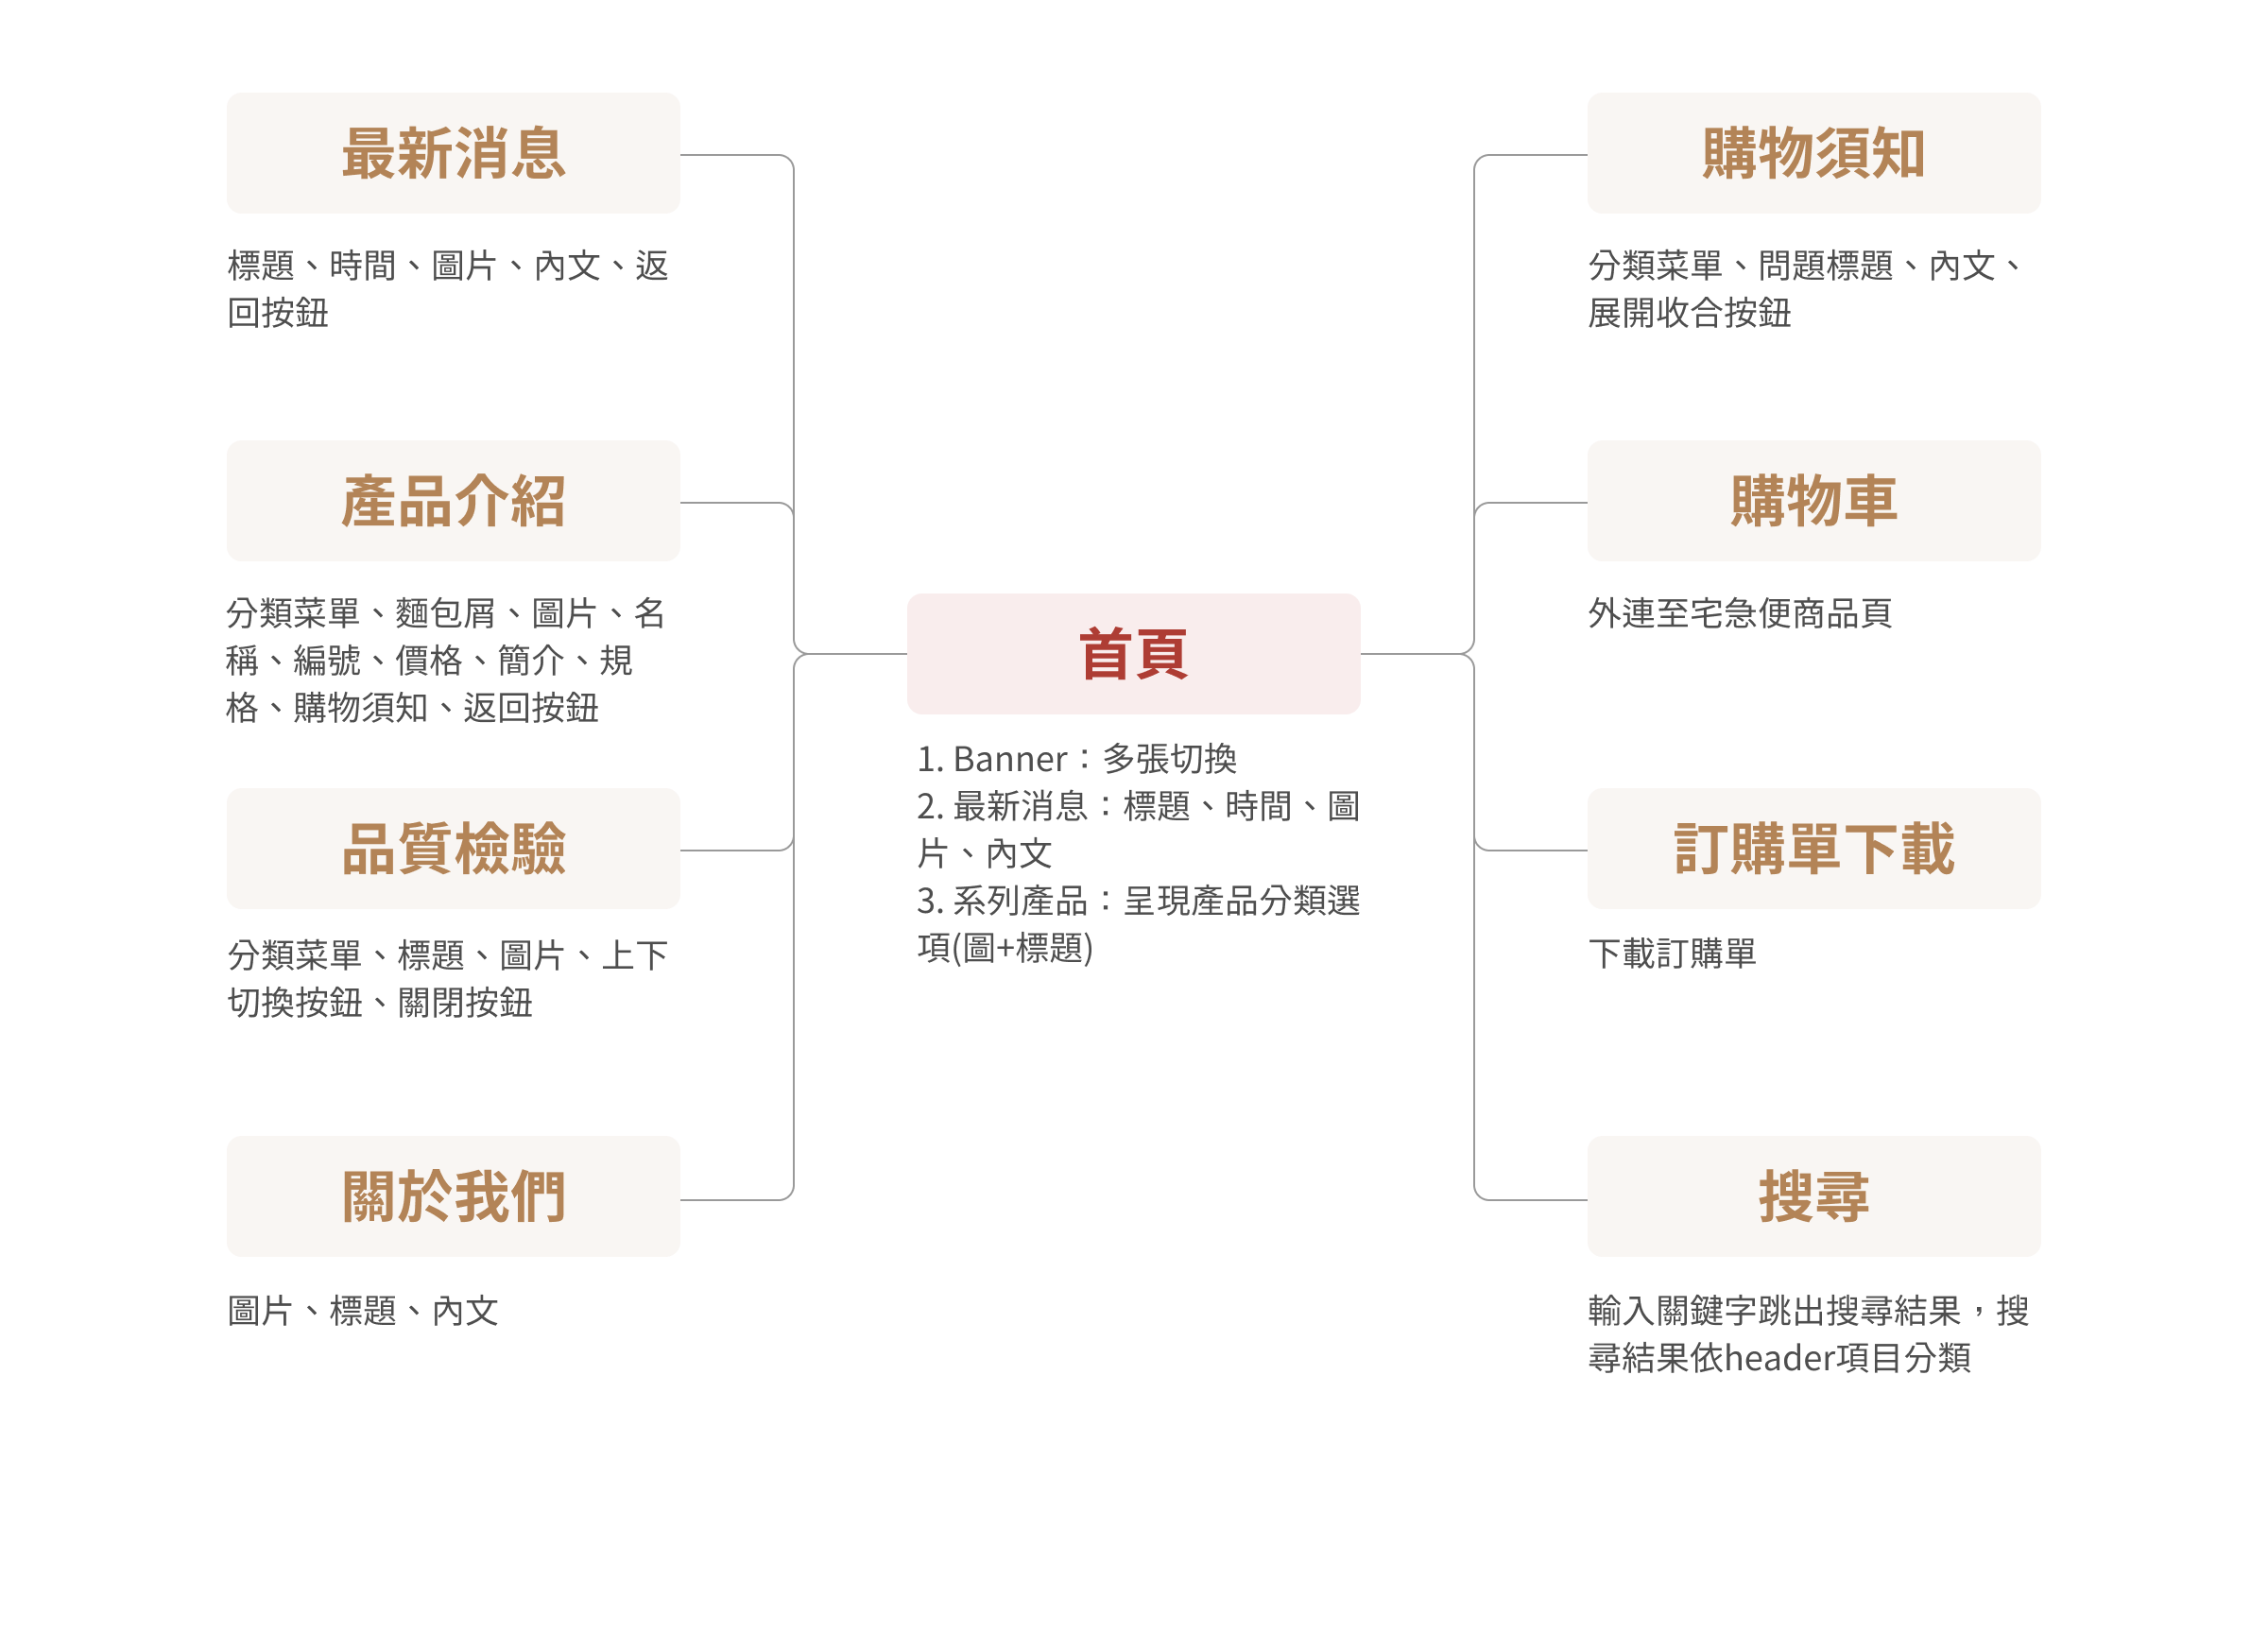 最新消息
標題、時間、圖片、內文、返
回按鈕
產品介紹
分類菜單、麵包屑、圖片、名
稱、編號、價格、簡介、規
格、購物須知、返回按鈕
品質檢驗
分類菜單、標題、圖片、上下
切換按鈕、關閉按鈕
關於我們
圖片、標題、內文
首頁
1. Banner：多張切換
2. 最新消息：標題、時間、圖
片、內文
3. 系列產品：呈現產品分類選
項(圖+標題)
購物須知
分類菜單、問題標題、內文、
展開收合按鈕
購物車
外連至宅急便商品頁
訂購單下載
下載訂購單
搜尋
輸入關鍵字跳出搜尋結果，搜
尋結果依header項目分類